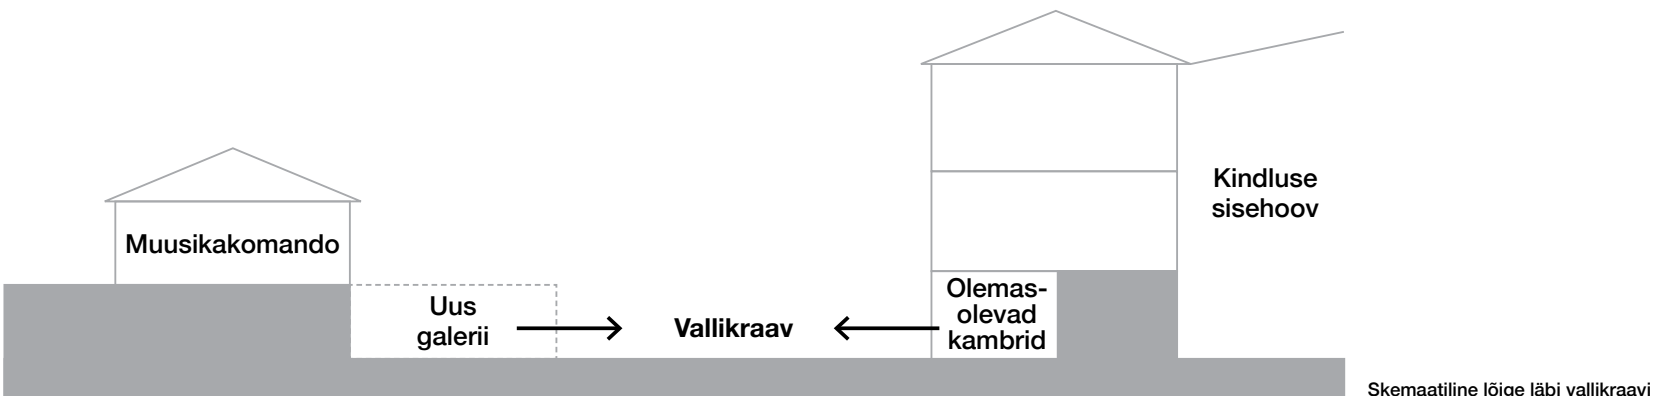 Muusikakomando
Uus
galerii
Vallikraav
Olemas-
olevad
kambrid
Kindluse
sisehoov
Skemaatiline lõige läbi vallikraavi